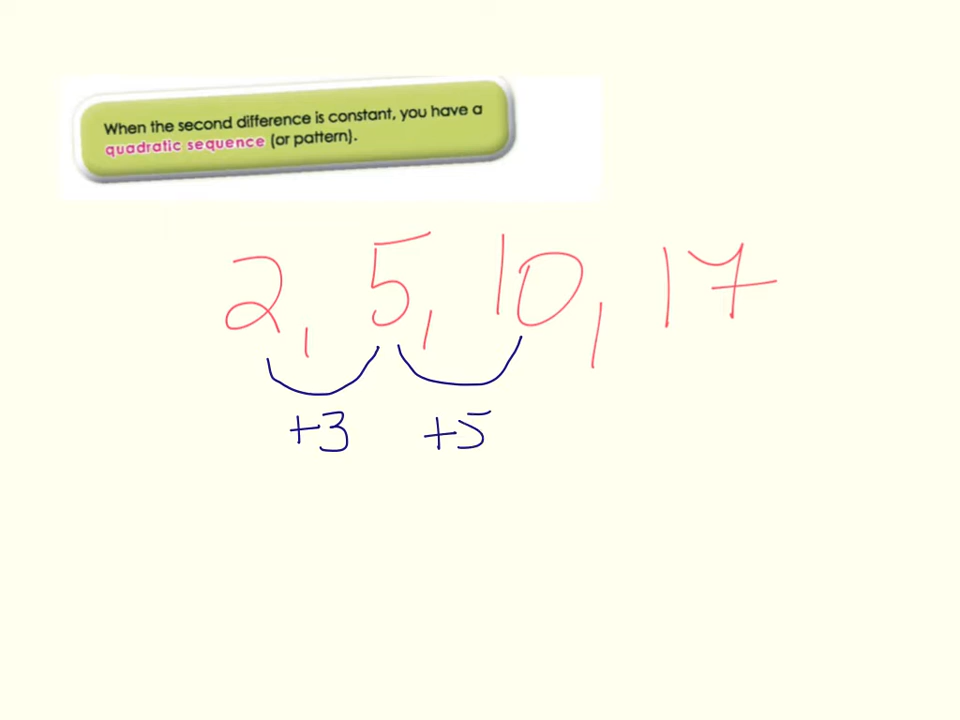 When the second difference is constant, you have a
quadratic sequence (or pattern).
2, 5, 10, 17
+3 +5